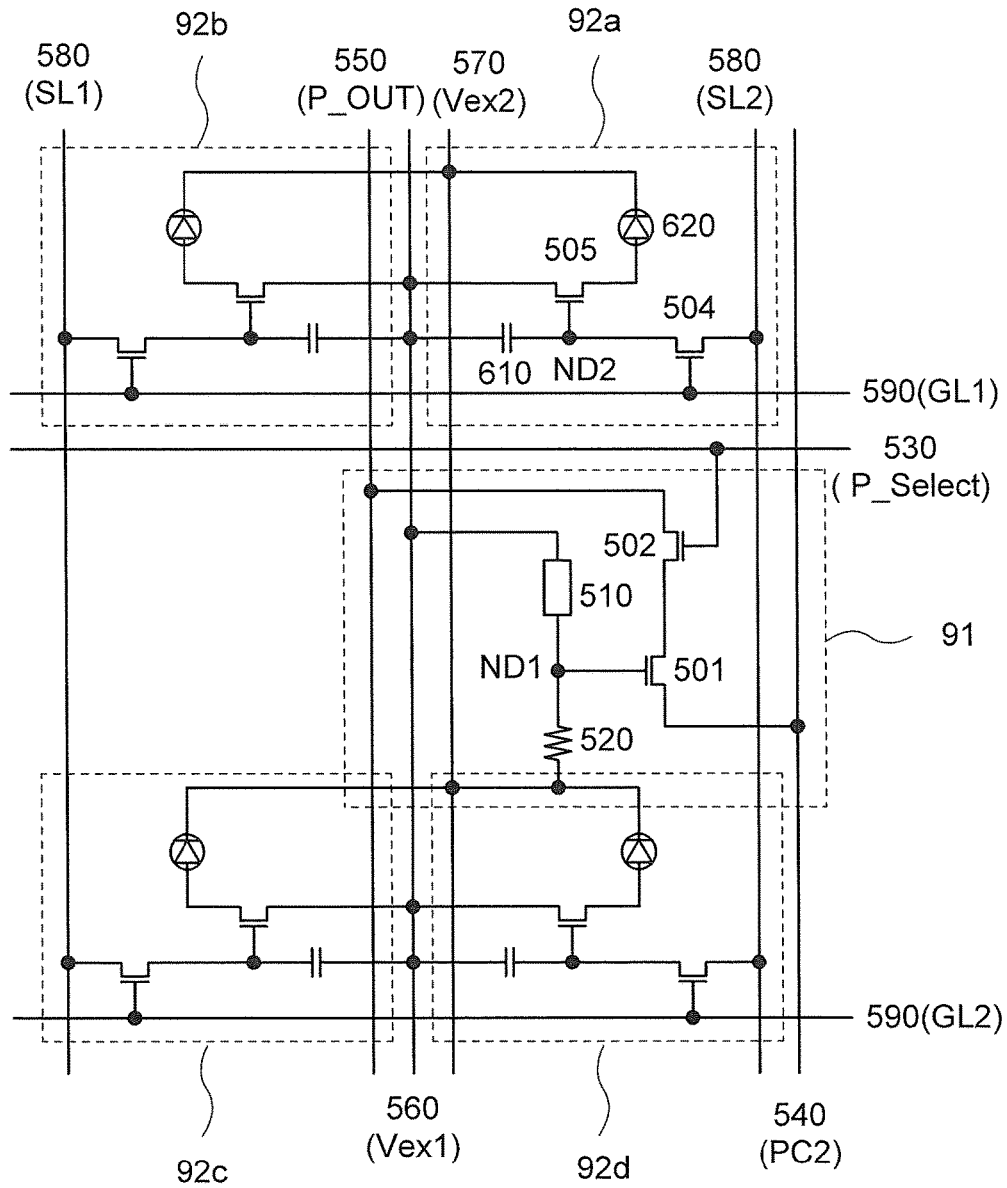 92b
92a
580
(SL1)
550
(P_OUT)
570
(Vex2)
580
(SL2)
620
505
504
610
ND2
590(GL1)
530
( P_Select)
502
510
91
ND1
501
520
590(GL2)
560
(Vex1)
540
(PC2)
92c
92d